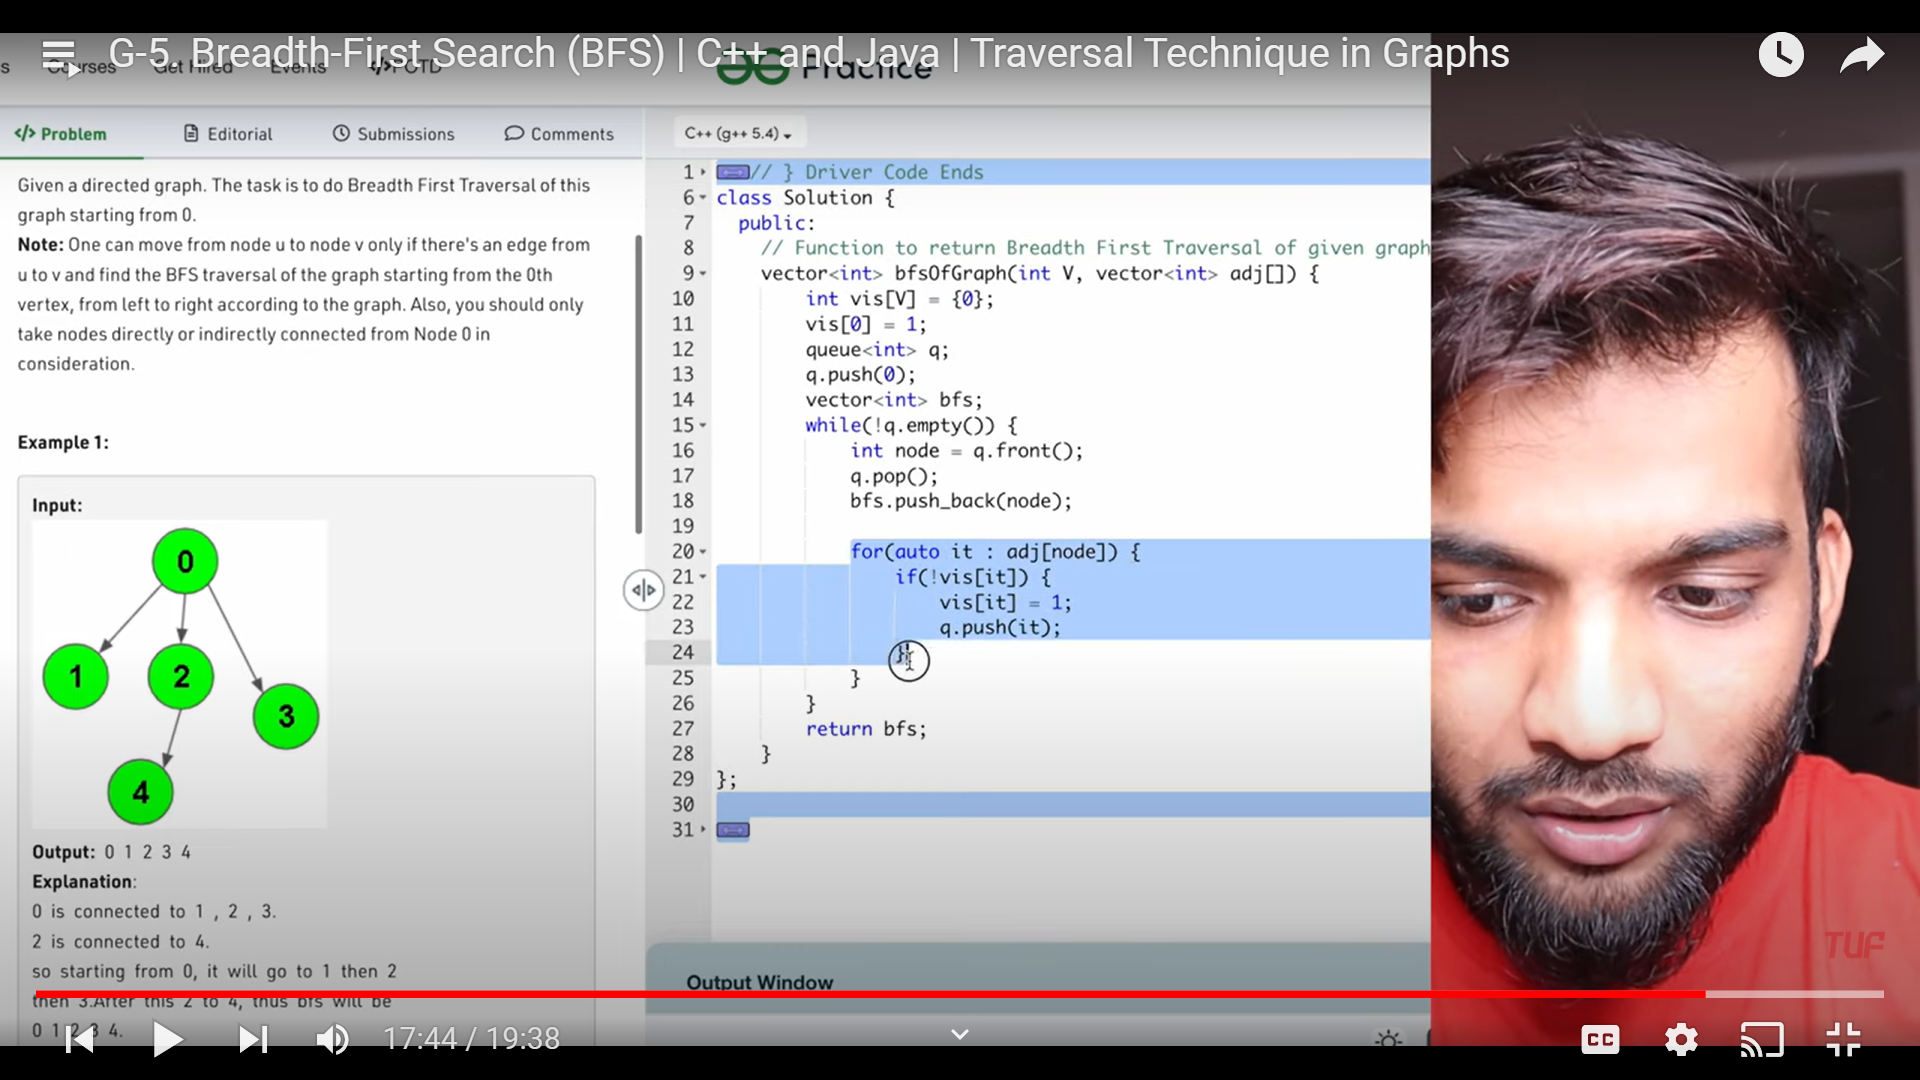 G-5. Breadth-First Search (BFS) | C++ and Java | Traversal Technique in Graphs
s Courses Get Hired Events </> POTD
Practice
</> Problem
Editorial
Submissions
Comments
C++ (g++ 5.4)
Given a directed graph. The task is to do Breadth First Traversal of this
graph starting from 0.
Note: One can move from node u to node v only if there's an edge from
u to v and find the BFS traversal of the graph starting from the 0th
vertex, from left to right according to the graph. Also, you should only
take nodes directly or indirectly connected from Node 0 in
consideration.
Example 1:
Input:
0
1
2
3
4
Output: 0 1 2 3 4
Explanation:
0 is connected to 1 , 2 , 3.
2 is connected to 4.
so starting from 0, it will go to 1 then 2
then 3.After this 2 to 4, thus bfs will be
0 1 2 3 4.
1 // } Driver Code Ends
6 class Solution {
7 public:
8 // Function to return Breadth First Traversal of given graph
9 vector<int> bfsOfGraph(int V, vector<int> adj[]) {
10 int vis[V] = {0};
11 vis[0] = 1;
12 queue<int> q;
13 q.push(0);
14 vector<int> bfs;
15 while(!q.empty()) {
16 int node = q.front();
17 q.pop();
18 bfs.push_back(node);
19
20 for(auto it : adj[node]) {
21 if(!vis[it]) {
22 vis[it] = 1;
23 q.push(it);
24 }
25 }
26 }
27 return bfs;
28 }
29 };
30
31
Output Window
TUF
17:44 / 19:38
CC